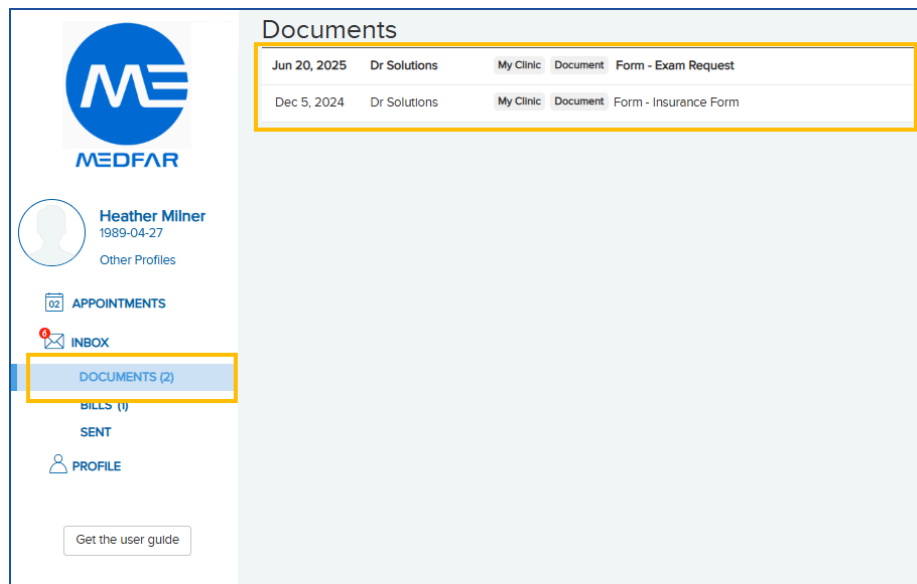 ME
MEDFAR
Heather Milner
1989-04-27
Other Profiles
02 APPOINTMENTS
6 INBOX
DOCUMENTS (2)
BILLS (1)
SENT
PROFILE
Get the user guide
Documents
Jun 20, 2025 Dr Solutions My Clinic Document Form - Exam Request
Dec 5, 2024 Dr Solutions My Clinic Document Form - Insurance Form